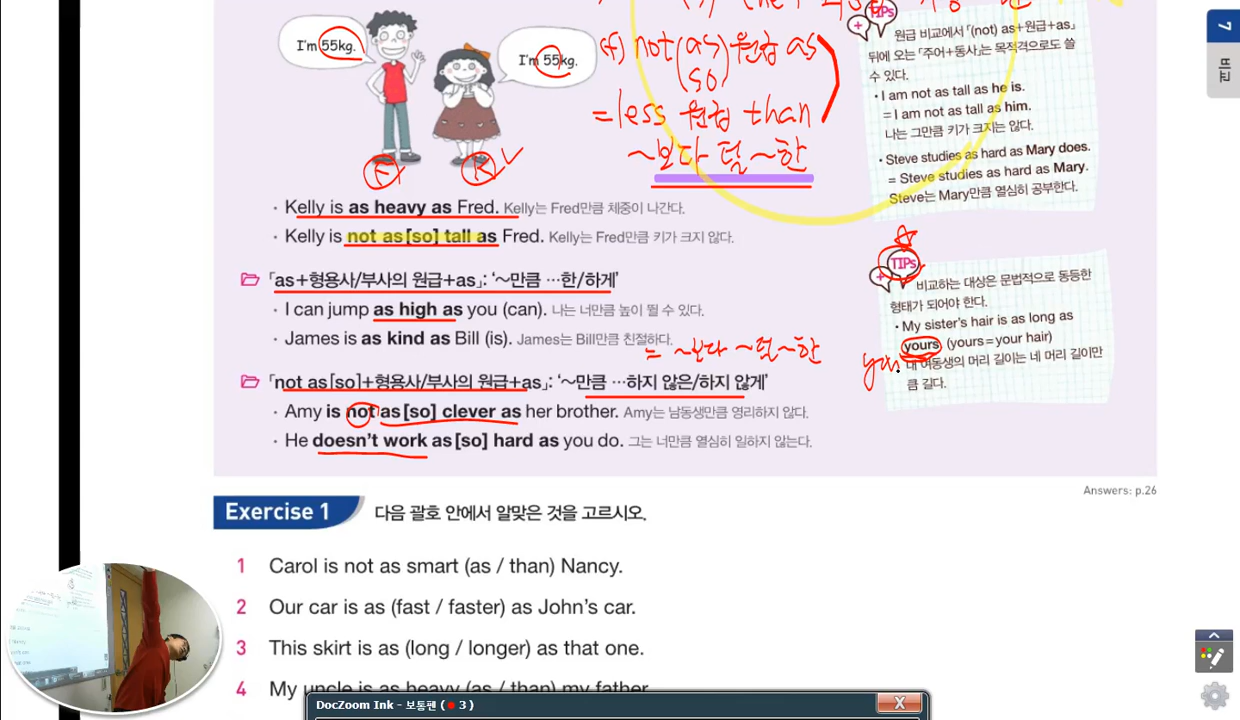 I'm 55kg.
I'm 55kg.
not (as) 원급 as
(so)
= less 원급 than
~보다 덜 ~한
F
K
TIPs
원급 비교에서 「(not) as+원급+as」
뒤에 오는 「주어+동사」는 목적격으로도 쓸
수 있다.
• I am not as tall as he is.
= I am not as tall as him.
나는 그만큼 키가 크지는 않다.
• Steve studies as hard as Mary does.
= Steve studies as hard as Mary.
Steve는 Mary만큼 열심히 공부한다.
7
비교
· Kelly is as heavy as Fred. Kelly는 Fred만큼 체중이 나간다.
· Kelly is not as[so] tall as Fred. Kelly는 Fred만큼 키가 크지 않다.
「as+형용사/부사의 원급+as」: ‘~만큼 …한/하게’
· I can jump as high as you (can). 나는 너만큼 높이 뛸 수 있다.
· James is as kind as Bill (is). James는 Bill만큼 친절하다.
= ~보다 ~덜 ~한
「not as[so]+형용사/부사의 원급+as」: ‘~만큼 …하지 않은/하지 않게’
· Amy is not as[so] clever as her brother. Amy는 남동생만큼 영리하지 않다.
· He doesn't work as[so] hard as you do. 그는 너만큼 열심히 일하지 않는다.
TIPs
비교하는 대상은 문법적으로 동등한
형태가 되어야 한다.
• My sister's hair is as long as
yours (yours=your hair)
내 여동생의 머리 길이는 네 머리 길이만
큼 길다.
Answers: p.26
Exercise 1 다음 괄호 안에서 알맞은 것을 고르시오.
1 Carol is not as smart (as / than) Nancy.
2 Our car is as (fast / faster) as John's car.
3 This skirt is as (long / longer) as that one.
4 My uncle is as heavy (as / than) my father.
DocZoom Ink - 보통펜 ( 3 )